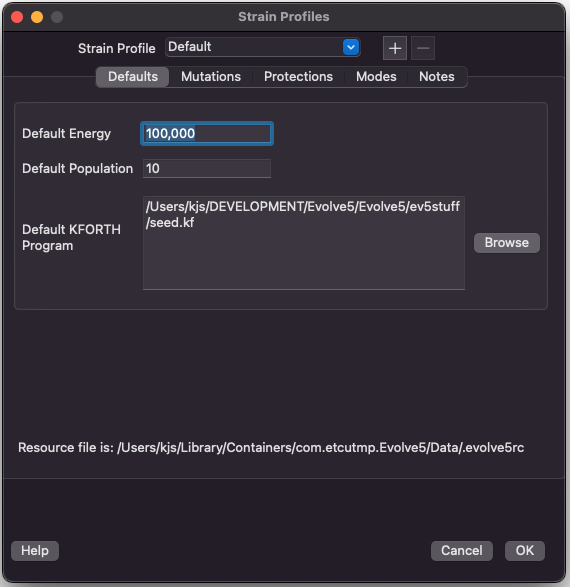 Strain Profiles
Strain Profile Default
Defaults Mutations Protections Modes Notes
Default Energy 100,000
Default Population 10
Default KFORTH
Program
/Users/kjs/DEVELOPMENT/Evolve5/Evolve5/ev5stuff
/seed.kf
Browse
Resource file is: /Users/kjs/Library/Containers/com.etcutmp.Evolve5/Data/.evolve5rc
Help Cancel OK